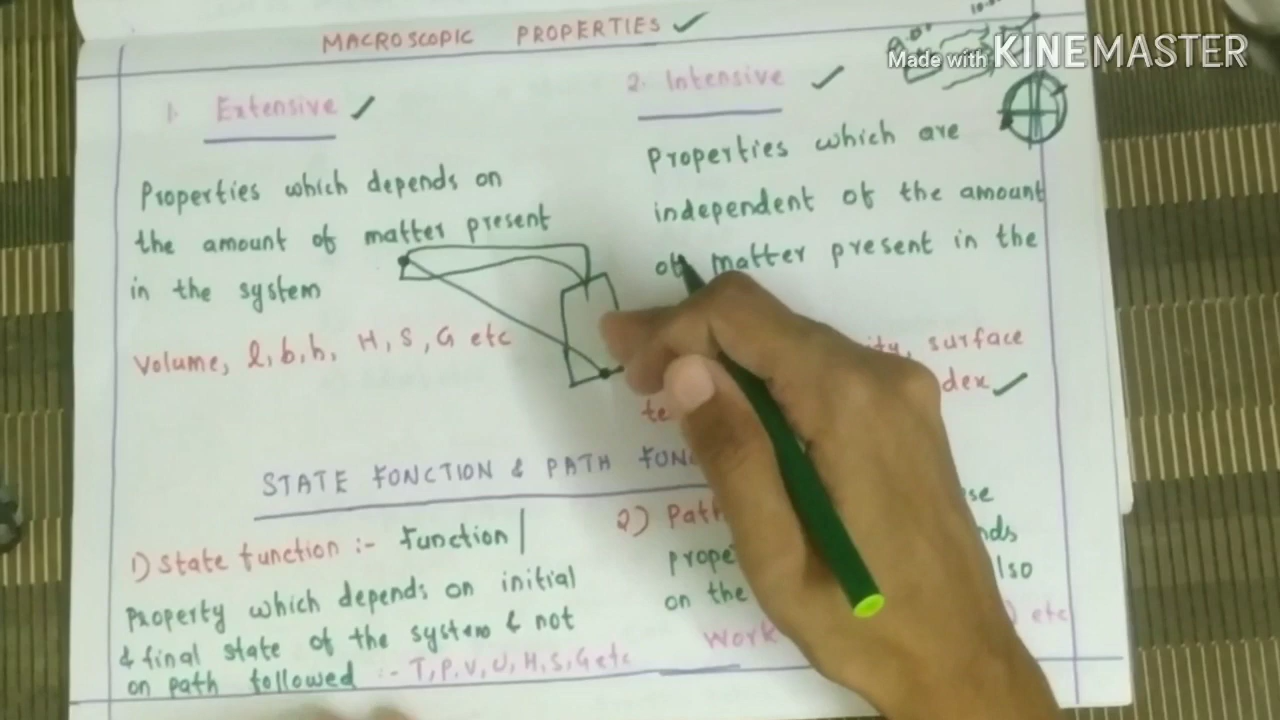 Made with KINEMASTER
MACROSCOPIC PROPERTIES
1. Extensive
Properties which depends on
the amount of matter present
in the system
Volume, l, b, h, H, S, G etc
2. Intensive
Properties which are
independent of the amount
of matter present in the
surface
STATE FUNCTION & PATH
1) State function :- Function/
Property which depends on initial
& final state of the system & not
on path followed :- T, P, V, U, H, S, G etc
2) Path
on the
Work etc